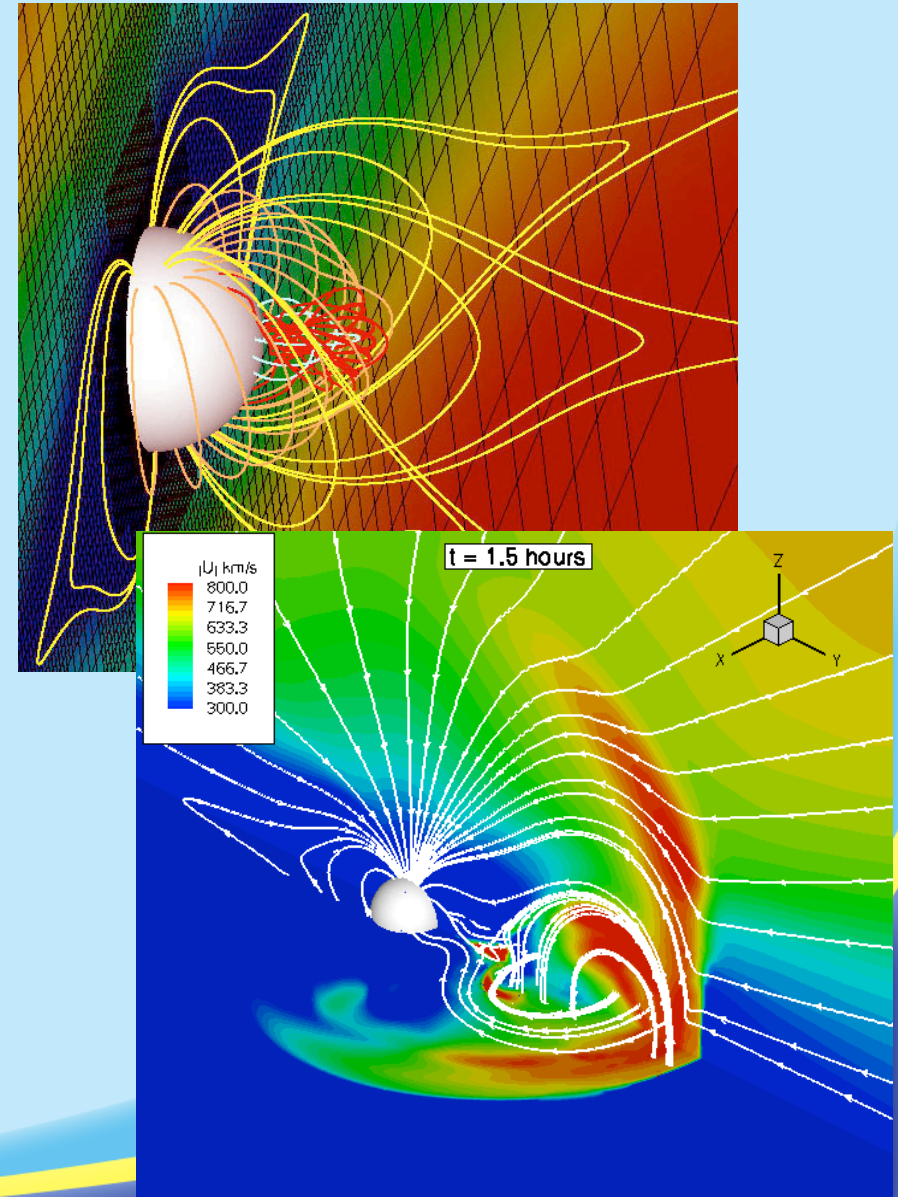 |U| km/s
800.0
716.7
633.3
550.0
466.7
383.3
300.0
t = 1.5 hours
Z
X
Y